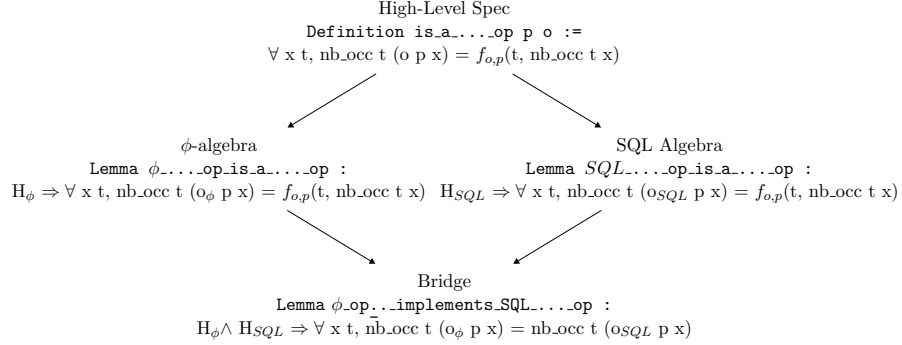 High-Level Spec
Definition is_a_...._op p o :=
∀ x t, nb_occ t (o p x) = f_{o,p}(t, nb_occ t x)
ϕ-algebra
Lemma ϕ_...._op_is_a_...._op :
H_ϕ ⇒ ∀ x t, nb_occ t (o_ϕ p x) = f_{o,p}(t, nb_occ t x)
SQL Algebra
Lemma SQL_...._op_is_a_...._op :
H_{SQL} ⇒ ∀ x t, nb_occ t (o_{SQL} p x) = f_{o,p}(t, nb_occ t x)
Bridge
Lemma ϕ_op..._implements_SQL_...._op :
H_ϕ ∧ H_{SQL} ⇒ ∀ x t, nb_occ t (o_ϕ p x) = nb_occ t (o_{SQL} p x)